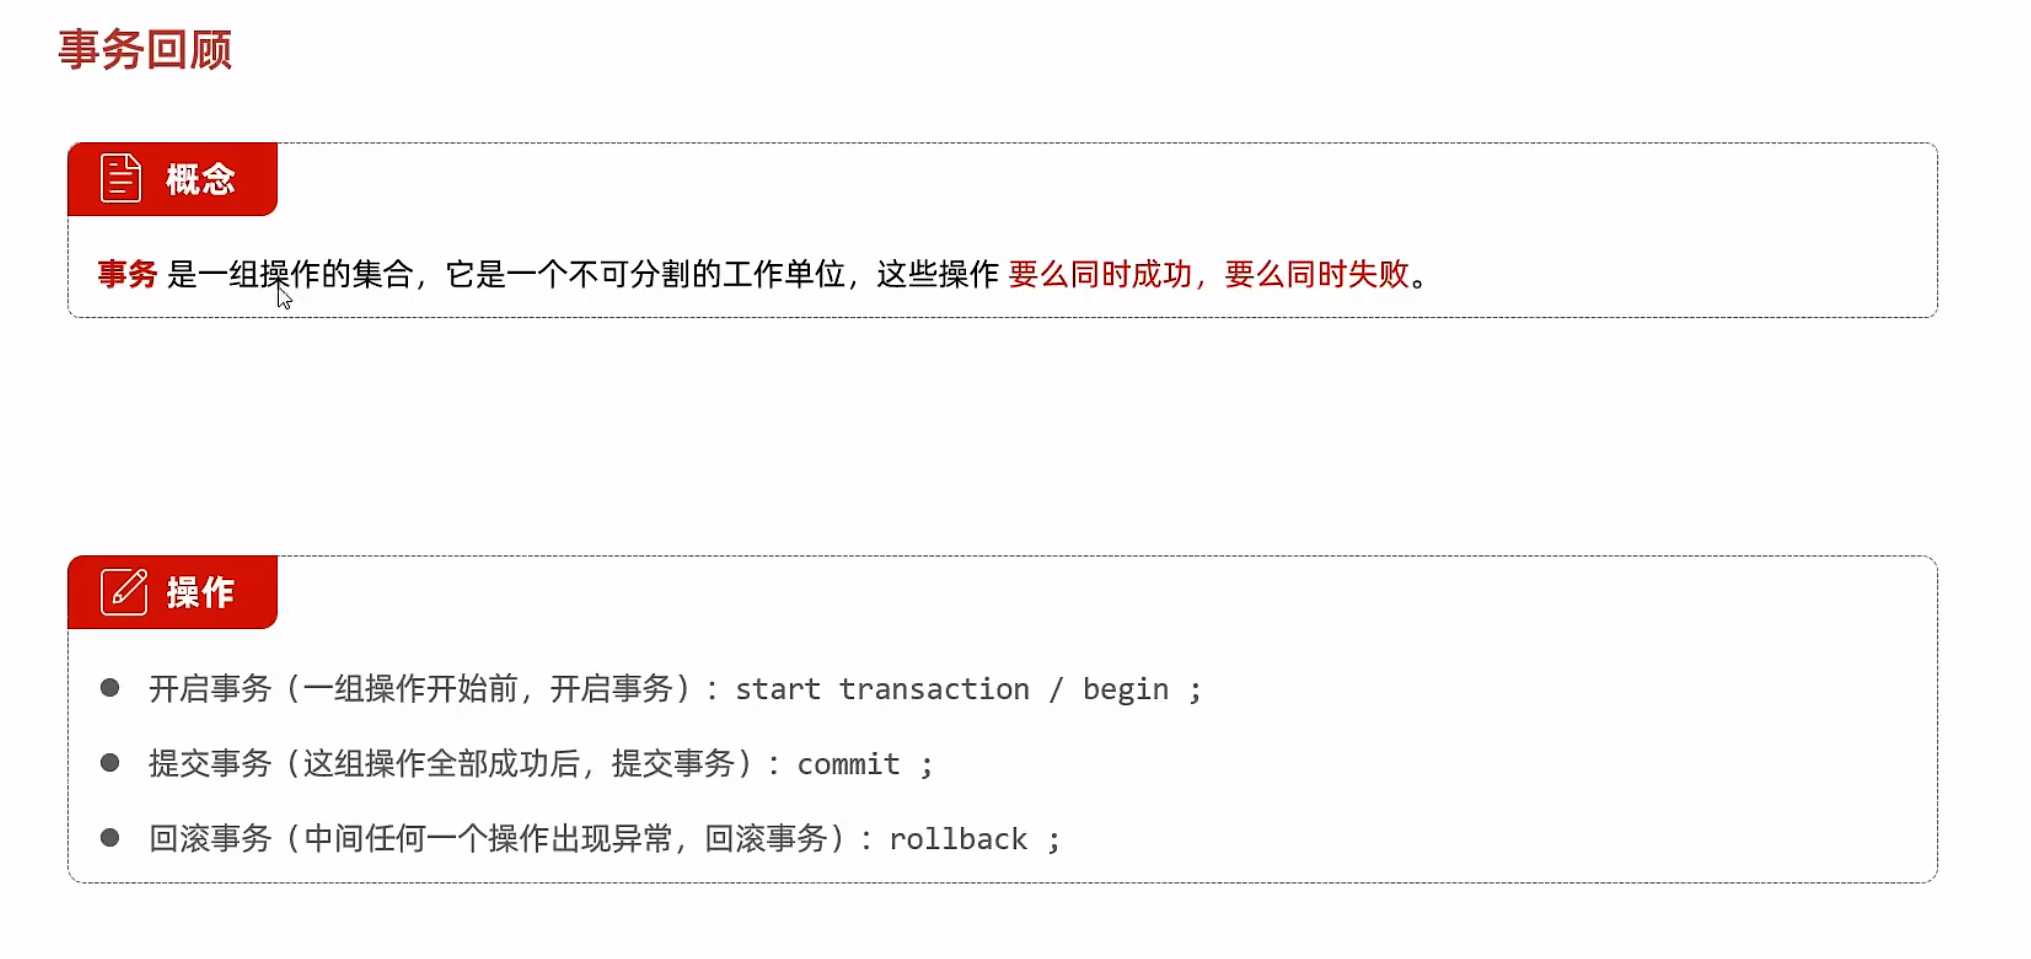 事务回顾
概念
事务 是一组操作的集合，它是一个不可分割的工作单位，这些操作 要么同时成功，要么同时失败。
操作
开启事务（一组操作开始前，开启事务）：start transaction / begin ;
提交事务（这组操作全部成功后，提交事务）：commit ;
回滚事务（中间任何一个操作出现异常，回滚事务）：rollback ;